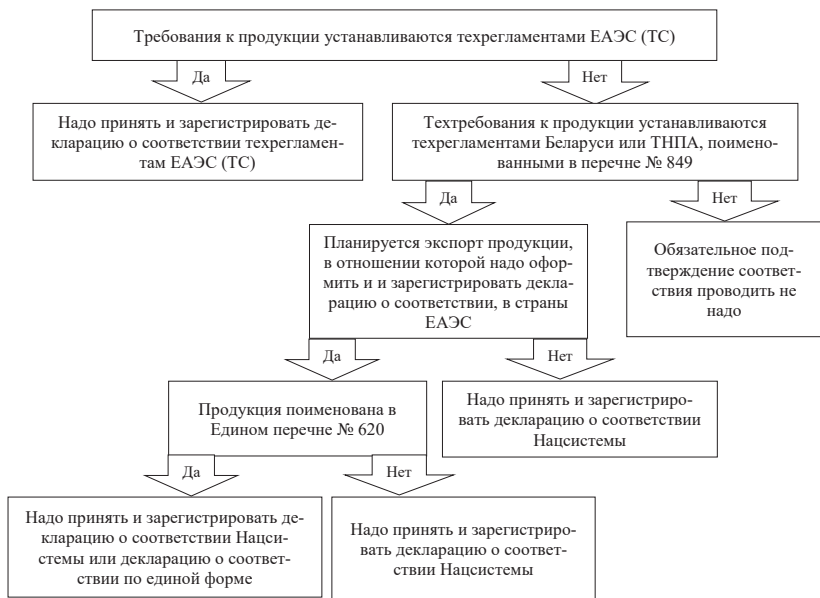 Требования к продукции устанавливаются техрегламентами ЕАЭС (ТС)
Да
Нет
Надо принять и зарегистрировать де-
кларацию о соответствии техрегламен-
там ЕАЭС (ТС)
Техтребования к продукции устанавливаются
техрегламентами Беларуси или ТНПА, поимено-
ванными в перечне № 849
Да
Нет
Планируется экспорт продукции,
в отношении которой надо офор-
мить и и зарегистрировать декла-
рацию о соответствии, в страны
ЕАЭС
Обязательное под-
тверждение соответ-
ствия проводить не
надо
Да
Нет
Продукция поименована в
Едином перечне № 620
Надо принять и зарегистриро-
вать декларацию о соответствии
Нацсистемы
Да
Нет
Надо принять и зарегистрировать де-
кларацию о соответствии Нацси-
стемы или декларацию о соответ-
ствии по единой форме
Надо принять и зарегистриро-
вать декларацию о соответ-
ствии Нацсистемы